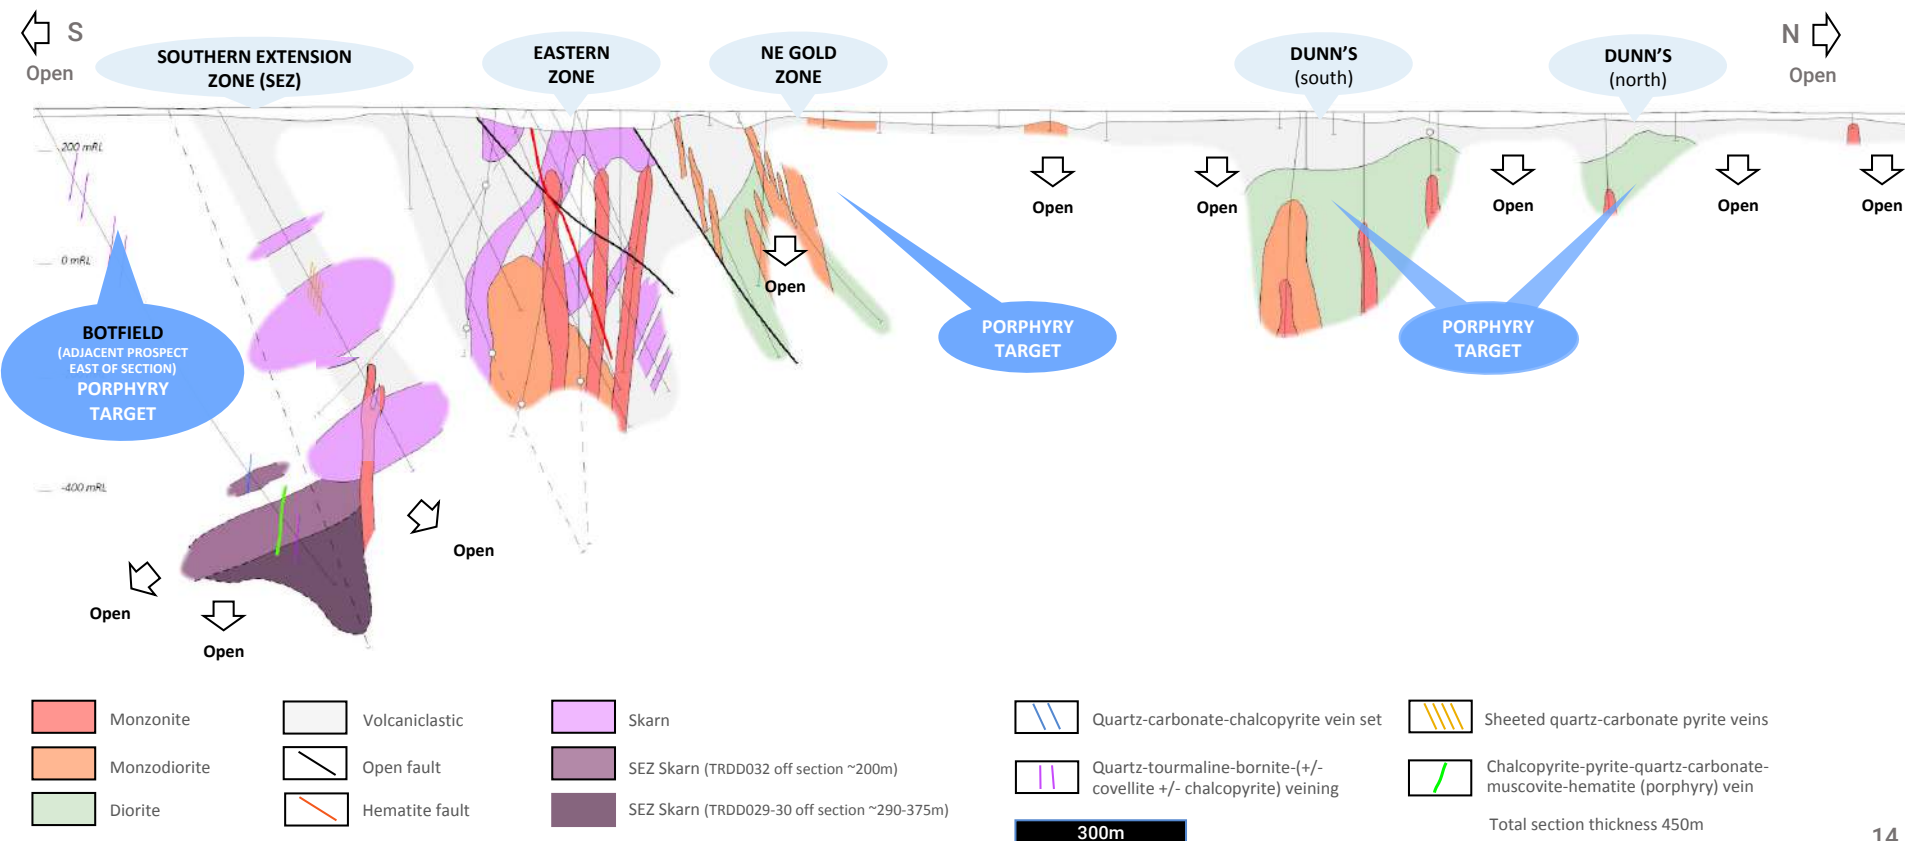 S
Open
SOUTHERN EXTENSION
ZONE (SEZ)
EASTERN
ZONE
NE GOLD
ZONE
DUNN'S
(south)
DUNN'S
(north)
N
Open
200 mRL
0 mRL
-400 mRL
BOTFIELD
(ADJACENT PROSPECT
EAST OF SECTION)
PORPHYRY
TARGET
Open
Open
Open
Open
PORPHYRY
TARGET
Open
Open
Open
Open
Open
PORPHYRY
TARGET
Monzonite
Monzodiorite
Diorite
Volcaniclastic
Open fault
Hematite fault
Skarn
SEZ Skarn (TRDD032 off section ~200m)
SEZ Skarn (TRDD029-30 off section ~290-375m)
Quartz-carbonate-chalcopyrite vein set
Quartz-tourmaline-bornite-(+/-
covellite +/- chalcopyrite) veining
300m
Sheeted quartz-carbonate pyrite veins
Chalcopyrite-pyrite-quartz-carbonate-
muscovite-hematite (porphyry) vein
Total section thickness 450m
14